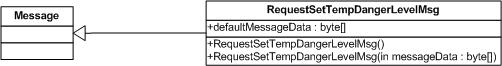 Message
RequestSetTempDangerLevelMsg
+defaultMessageData : byte[]
+RequestSetTempDangerLevelMsg()
+RequestSetTempDangerLevelMsg(in messageData : byte[])